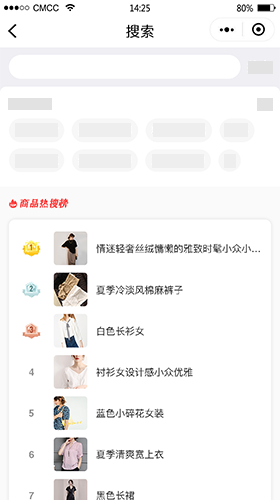 CMCC
14:25
80%
搜索
商品热搜榜
1
情迷轻奢丝绒慵懒的雅致时髦小众小...
2
夏季冷淡风棉麻裤子
3
白色长衫女
4
衬衫女设计感小众优雅
5
蓝色小碎花女装
6
夏季清爽宽上衣
7
黑色长裙